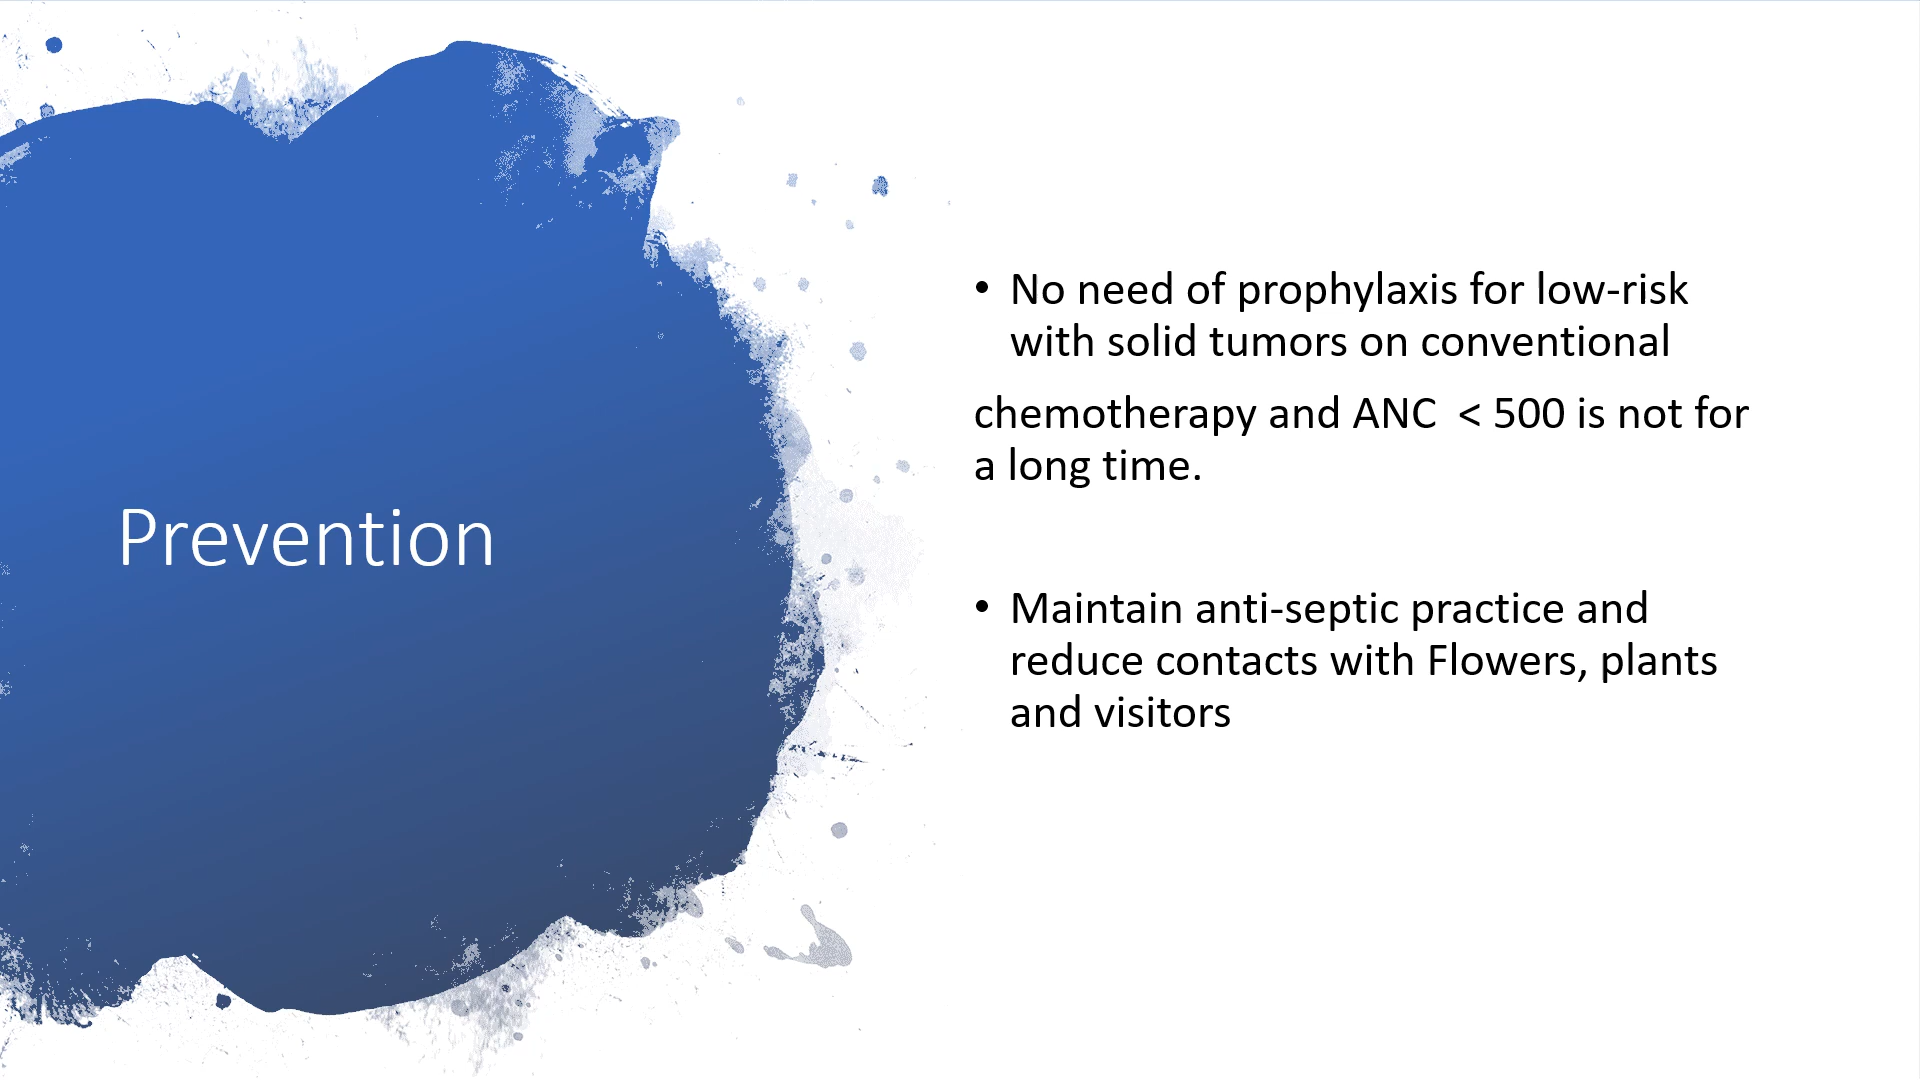 Prevention
• No need of prophylaxis for low-risk
with solid tumors on conventional
chemotherapy and ANC  < 500 is not for
a long time.
• Maintain anti-septic practice and
reduce contacts with Flowers, plants
and visitors